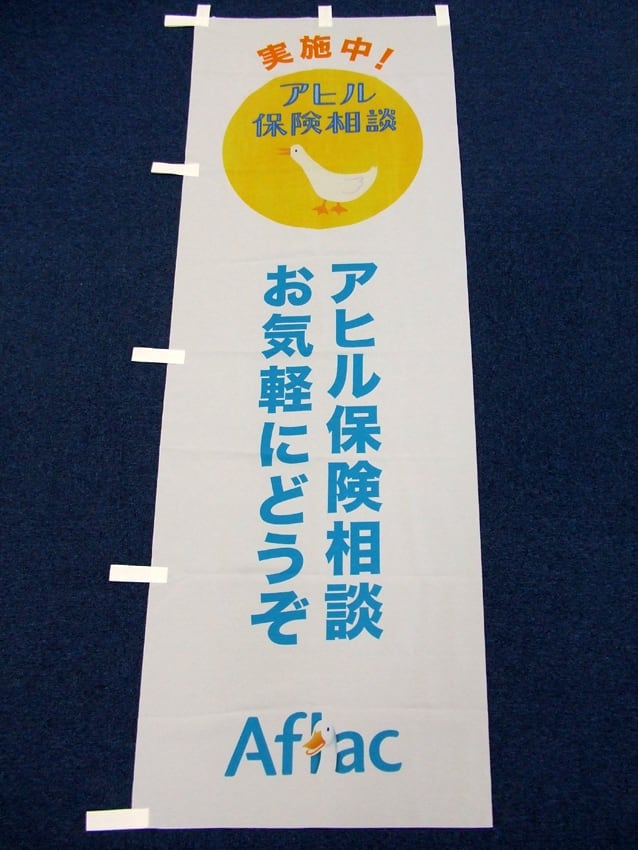 実施中!
アヒル
保険相談
アヒル保険相談
お気軽にどうぞ
Aflac